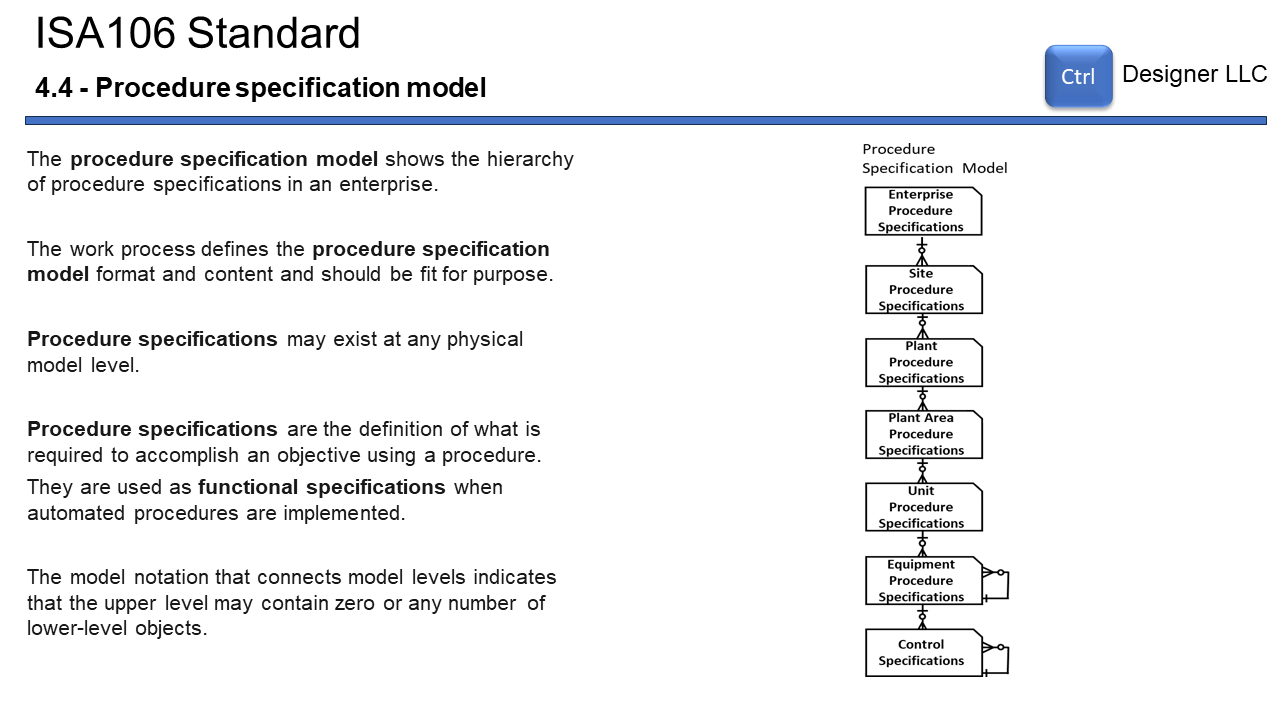 ISA106 Standard
4.4 - Procedure specification model
Ctrl
Designer LLC
The procedure specification model shows the hierarchy
of procedure specifications in an enterprise.
The work process defines the procedure specification
model format and content and should be fit for purpose.
Procedure specifications may exist at any physical
model level.
Procedure specifications are the definition of what is
required to accomplish an objective using a procedure.
They are used as functional specifications when
automated procedures are implemented.
The model notation that connects model levels indicates
that the upper level may contain zero or any number of
lower-level objects.
Procedure
Specification Model
Enterprise
Procedure
Specifications
Site
Procedure
Specifications
Plant
Procedure
Specifications
Plant Area
Procedure
Specifications
Unit
Procedure
Specifications
Equipment
Procedure
Specifications
Control
Specifications